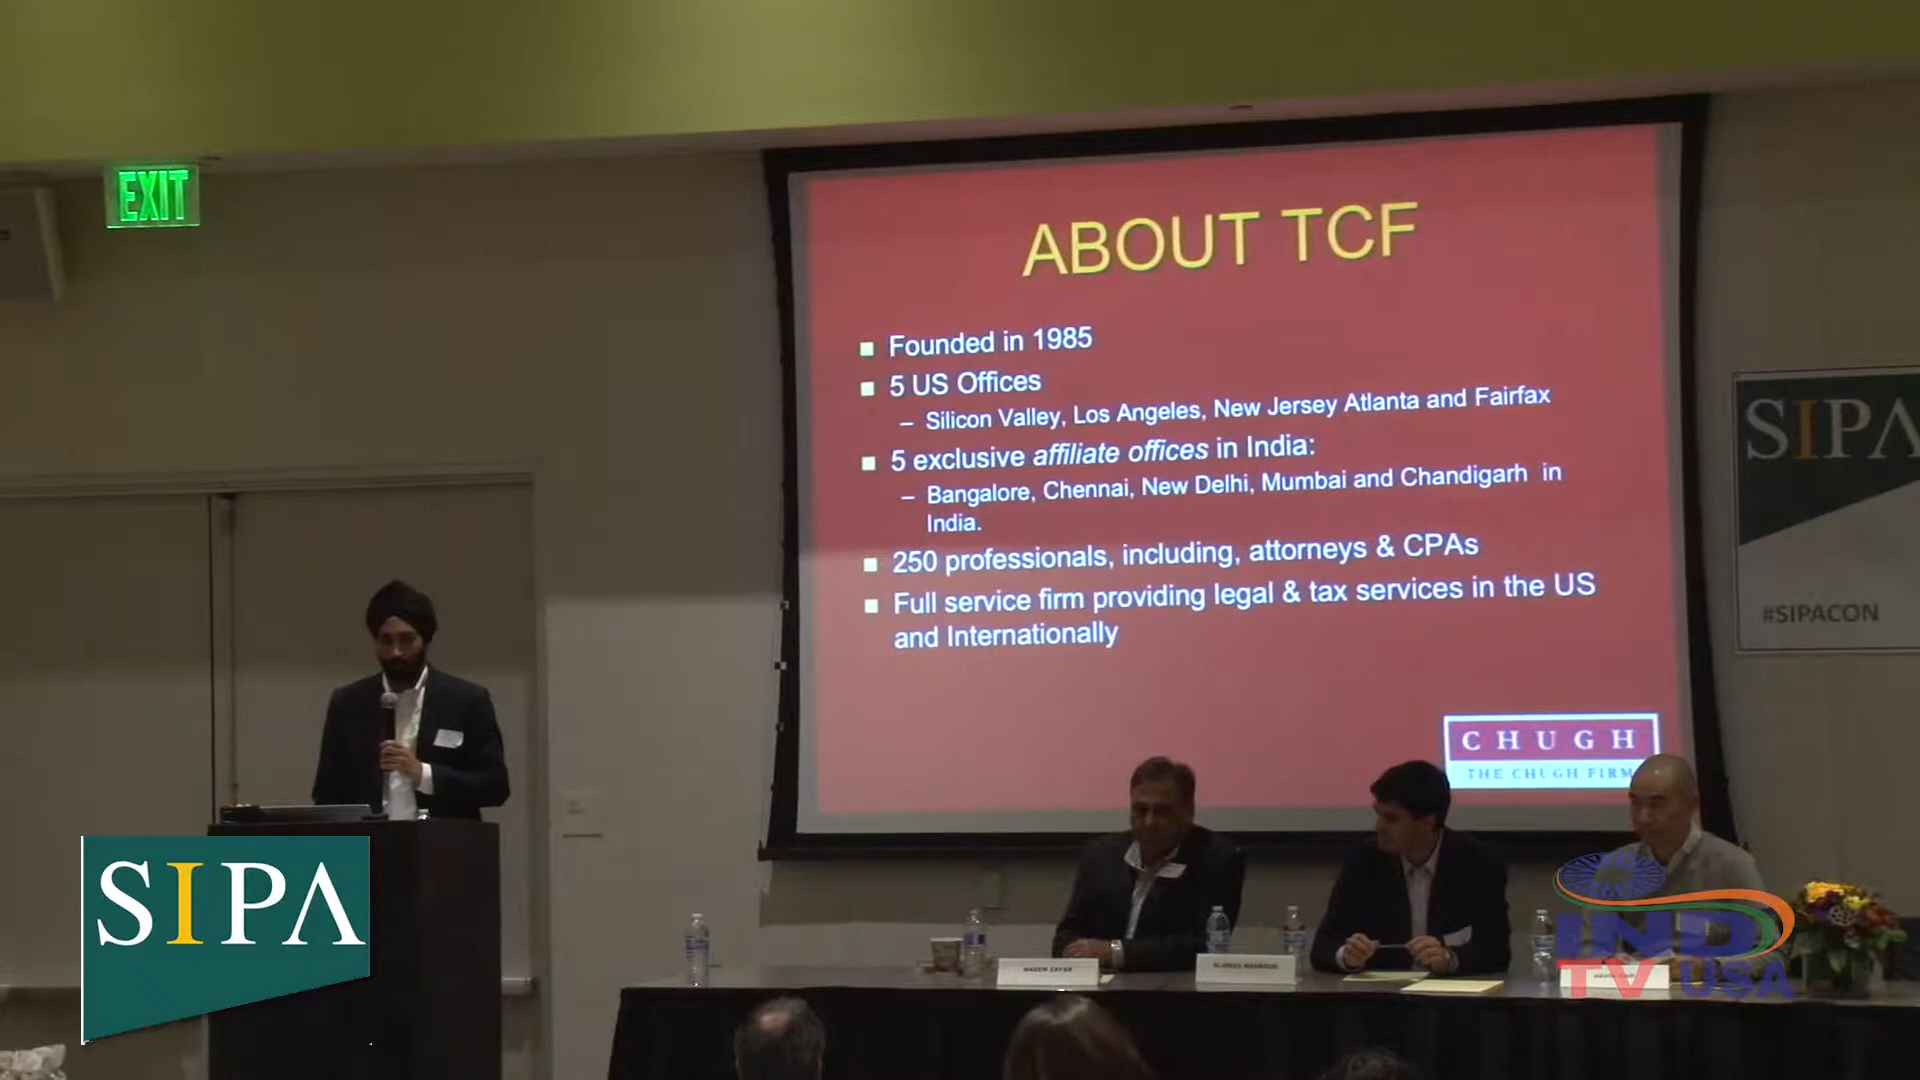 EXIT
ABOUT TCF
Founded in 1985
5 US Offices
– Silicon Valley, Los Angeles, New Jersey Atlanta and Fairfax
5 exclusive affiliate offices in India:
– Bangalore, Chennai, New Delhi, Mumbai and Chandigarh in
India.
250 professionals, including, attorneys & CPAs
Full service firm providing legal & tax services in the US
and Internationally
CHUGH
THE CHUGH FIRM
SIPA
#SIPACON
SIPA
NAEEM ZAFAR
IND
TV USA